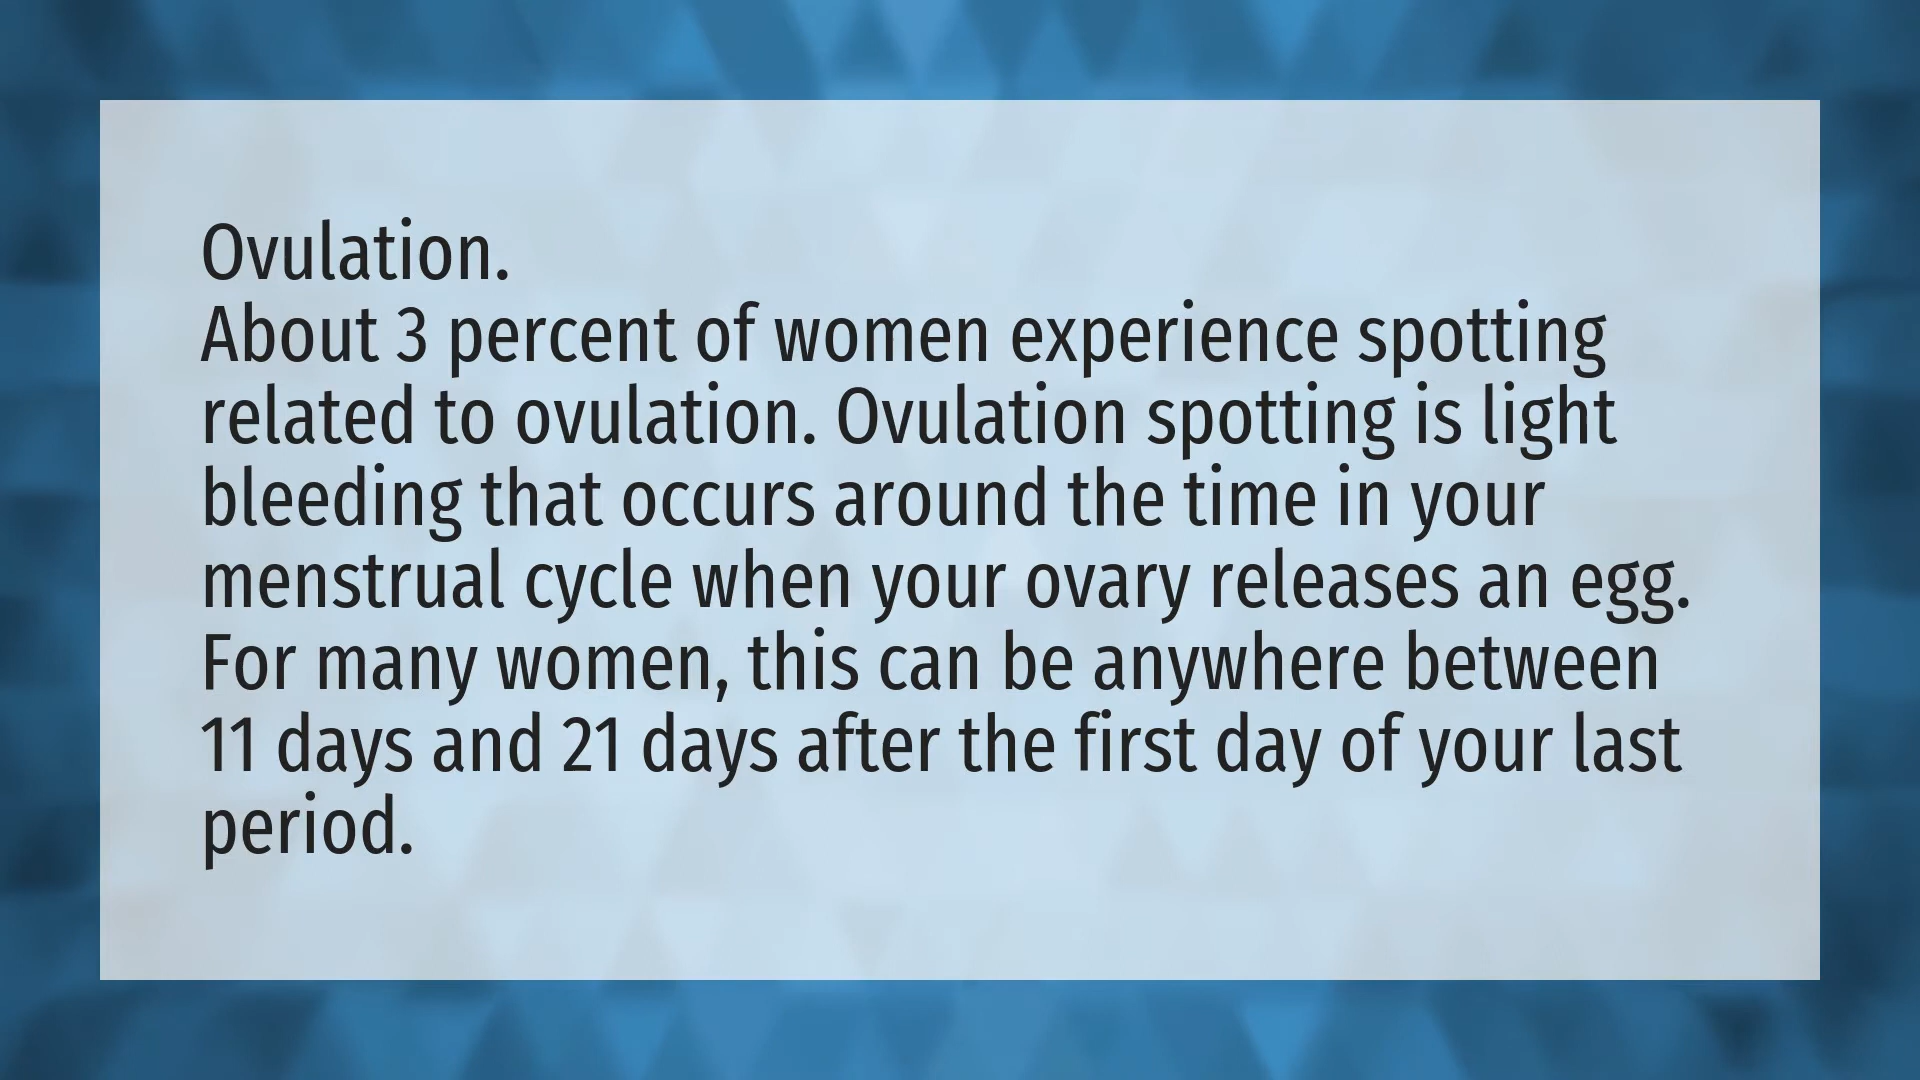 Ovulation.
About 3 percent of women experience spotting
related to ovulation. Ovulation spotting is light
bleeding that occurs around the time in your
menstrual cycle when your ovary releases an egg.
For many women, this can be anywhere between
11 days and 21 days after the first day of your last
period.